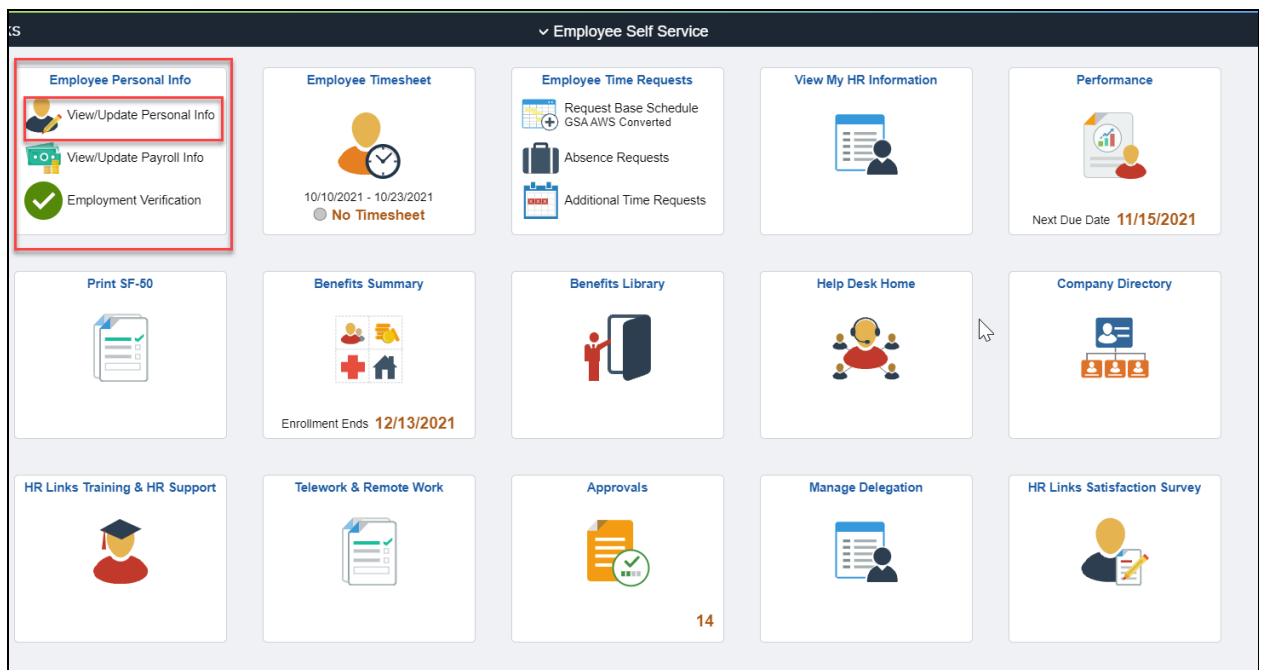 ks
Employee Self Service
Employee Personal Info
View/Update Personal Info
View/Update Payroll Info
Employment Verification
Employee Timesheet
10/10/2021 - 10/23/2021
No Timesheet
Employee Time Requests
Request Base Schedule
GSA AWS Converted
Absence Requests
Additional Time Requests
View My HR Information
Performance
Next Due Date 11/15/2021
Print SF-50
Benefits Summary
Enrollment Ends 12/13/2021
Benefits Library
Help Desk Home
Company Directory
HR Links Training & HR Support
Telework & Remote Work
Approvals
14
Manage Delegation
HR Links Satisfaction Survey